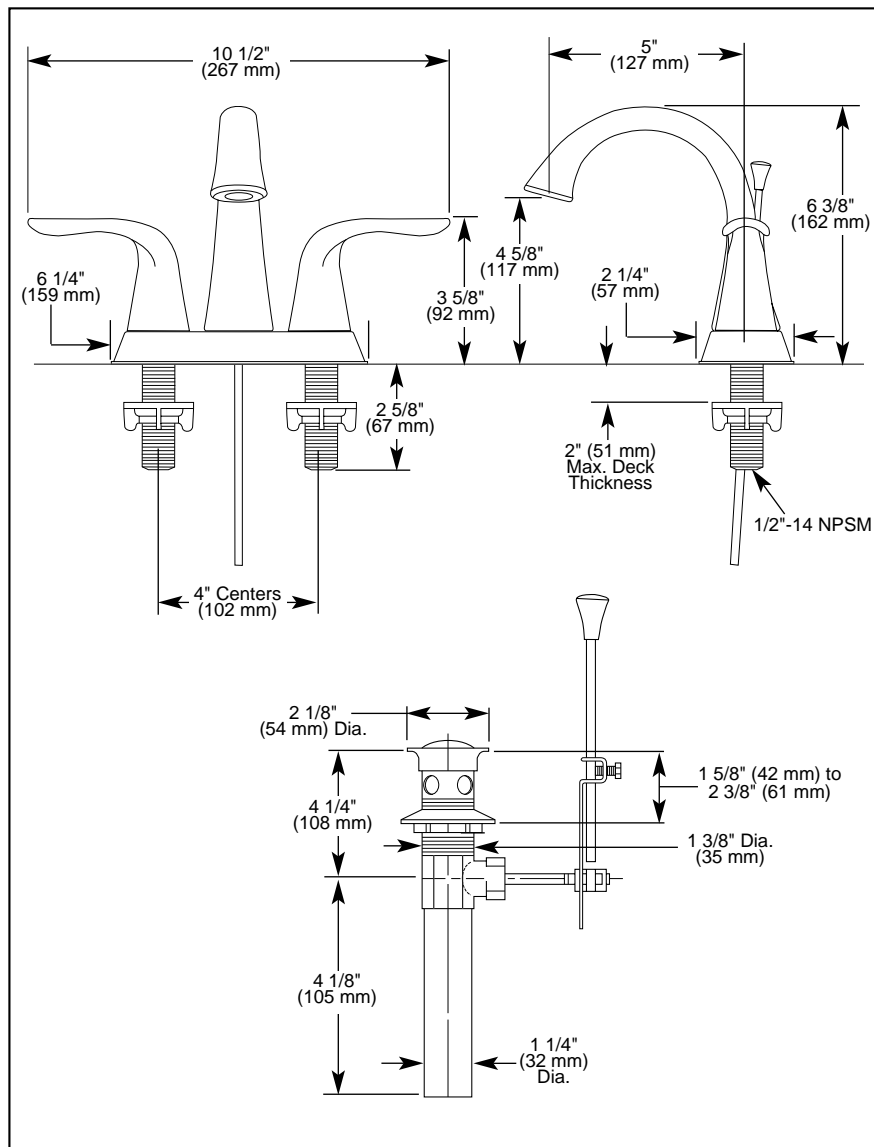 10 1/2"
(267 mm)
5"
(127 mm)
6 3/8"
(162 mm)
4 5/8"
(117 mm)
6 1/4"
(159 mm)
3 5/8"
(92 mm)
2 1/4"
(57 mm)
2 5/8"
(67 mm)
2" (51 mm)
Max. Deck
Thickness
1/2"-14 NPSM
4" Centers
(102 mm)
2 1/8"
(54 mm) Dia.
1 5/8" (42 mm) to
2 3/8" (61 mm)
4 1/4"
(108 mm)
1 3/8" Dia.
(35 mm)
4 1/8"
(105 mm)
1 1/4"
(32 mm)
Dia.